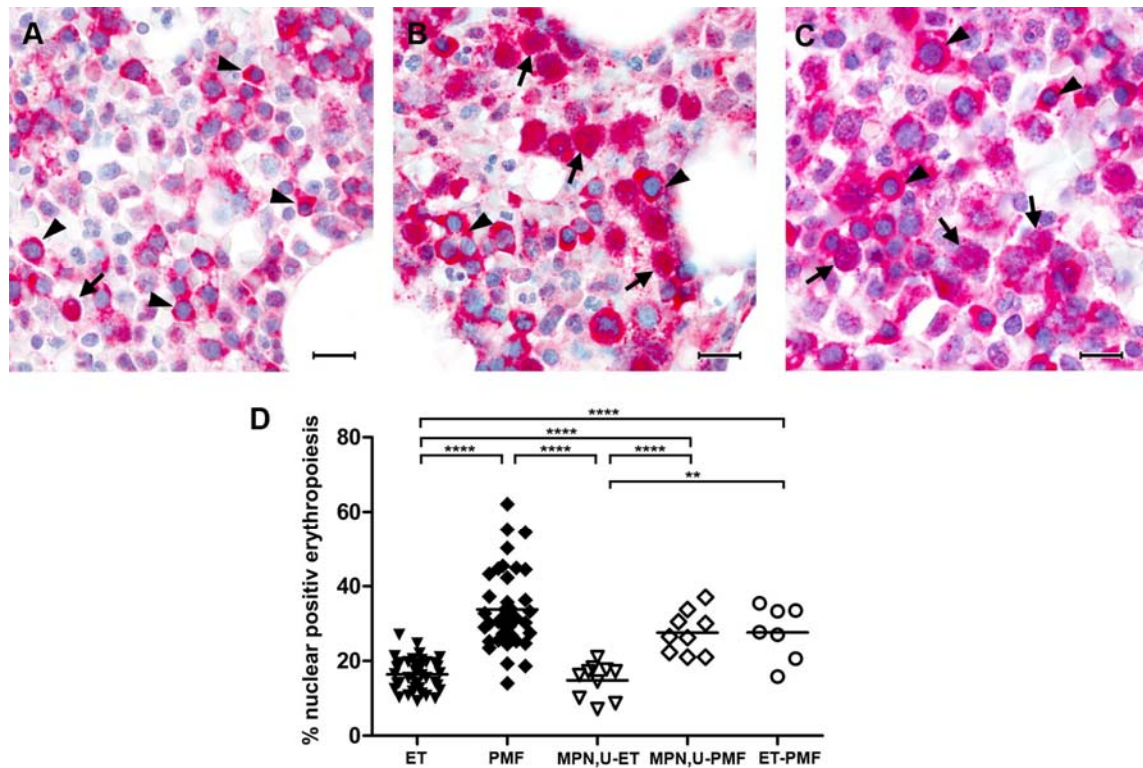 A B C
D
****
****
**** **** ****
**
% nuclear positiv erythropoiesis
80
60
40
20
0
ET PMF MPN,U-ET MPN,U-PMF ET-PMF